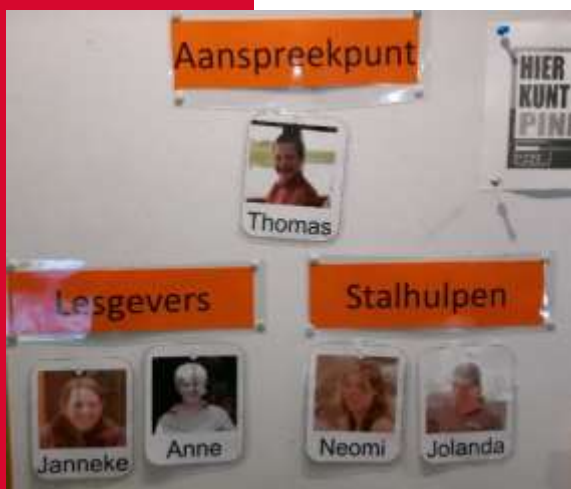 Aanspreekpunt
HIER
KUNT
PIN
Thomas
Lesgevers
Stalhulpen
Janneke
Anne
Neomi
Jolanda